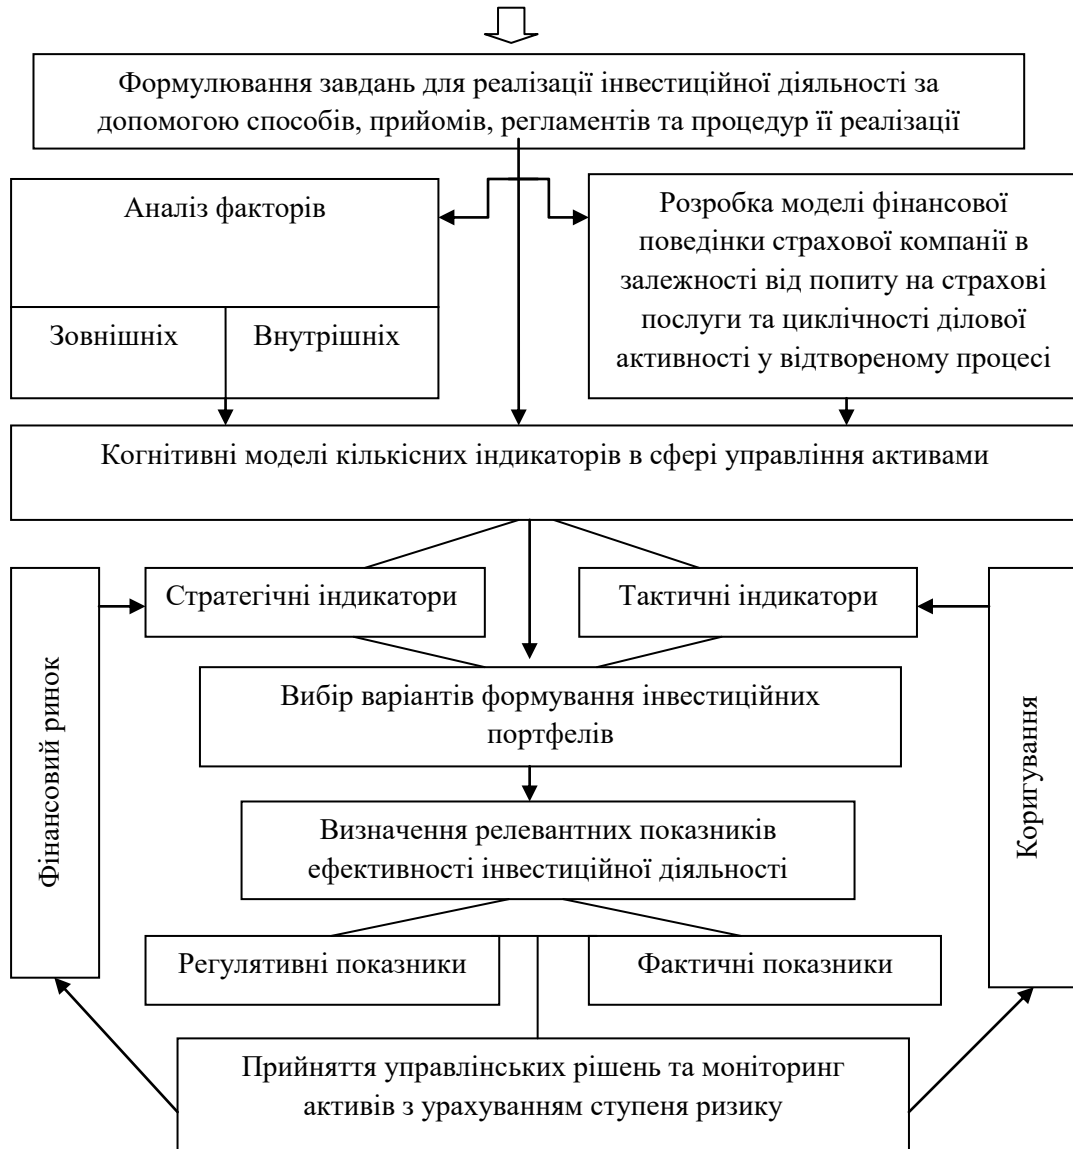 Формулювання завдань для реалізації інвестиційної діяльності за
допомогою способів, прийомів, регламентів та процедур її реалізації
Аналіз факторів
Зовнішніх
Внутрішніх
Розробка моделі фінансової
поведінки страхової компанії в
залежності від попиту на страхові
послуги та циклічності ділової
активності у відтвореному процесі
Когнітивні моделі кількісних індикаторів в сфері управління активами
Стратегічні індикатори
Тактичні індикатори
Фінансовий ринок
Коригування
Вибір варіантів формування інвестиційних
портфелів
Визначення релевантних показників
ефективності інвестиційної діяльності
Регулятивні показники
Фактичні показники
Прийняття управлінських рішень та моніторинг
активів з урахуванням ступеня ризику